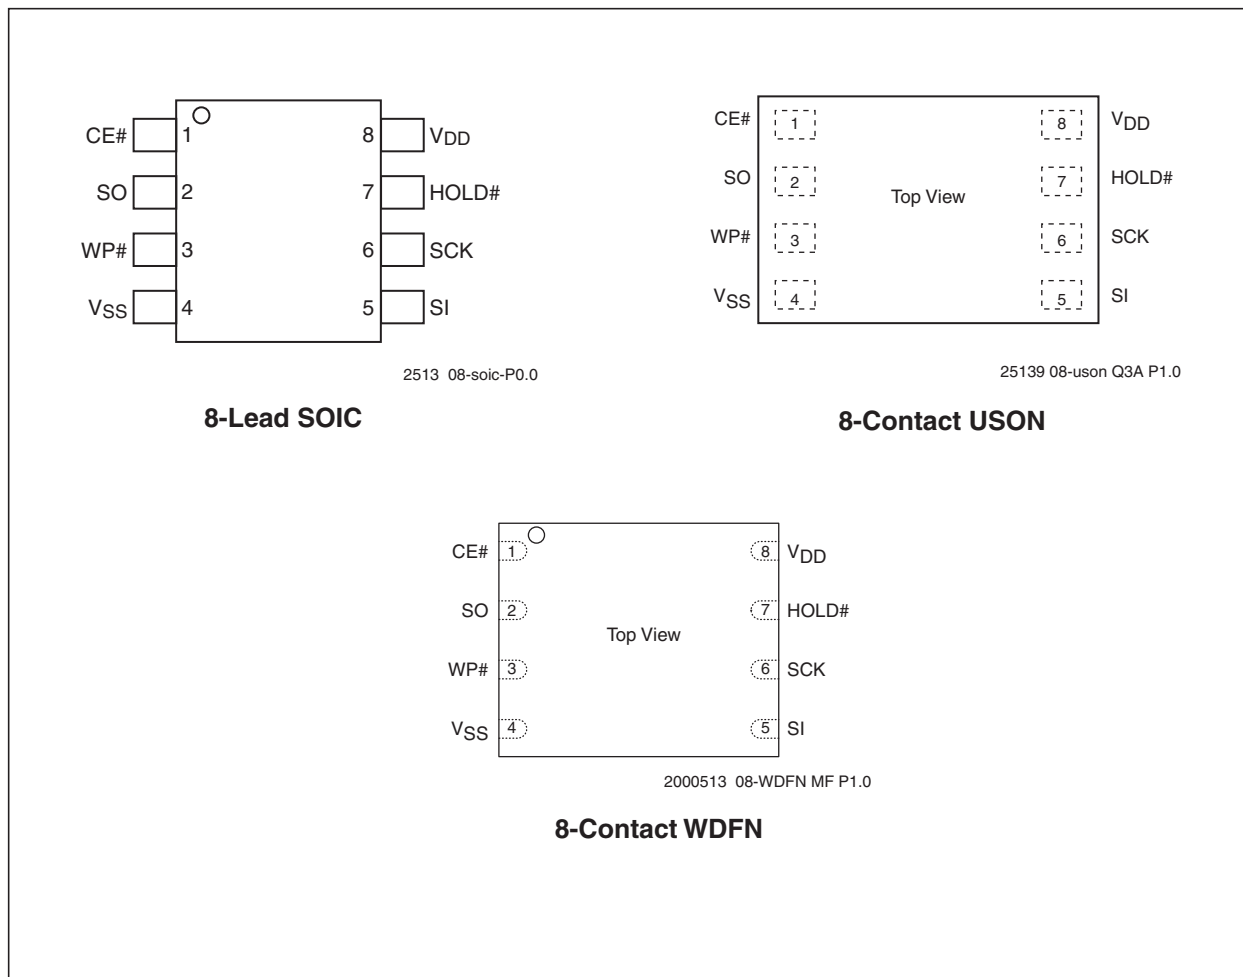 CE# 1 8 VDD
SO 2 7 HOLD#
WP# 3 6 SCK
VSS 4 5 SI
2513 08-soic-P0.0
8-Lead SOIC
CE# 1 8 VDD
SO 2 Top View 7 HOLD#
WP# 3 6 SCK
VSS 4 5 SI
25139 08-uson Q3A P1.0
8-Contact USON
CE# 1 8 VDD
SO 2 7 HOLD#
Top View
WP# 3 6 SCK
VSS 4 5 SI
2000513 08-WDFN MF P1.0
8-Contact WDFN